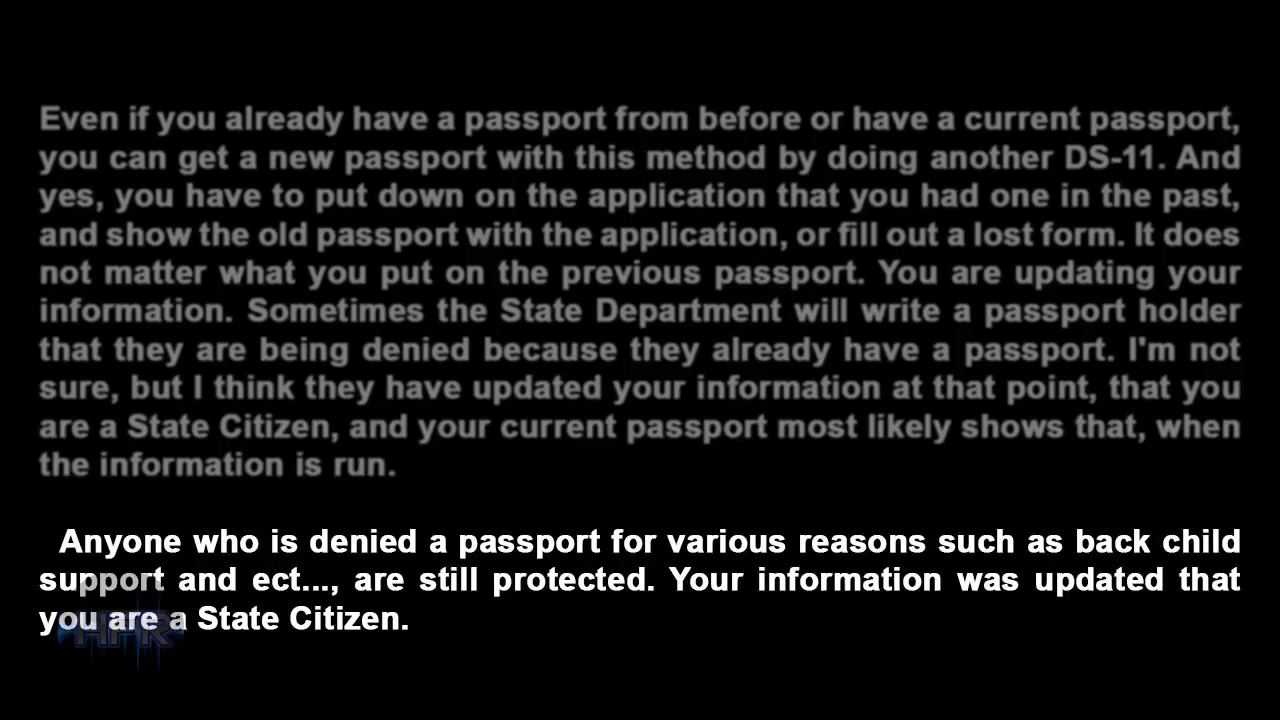 Even if you already have a passport from before or have a current passport,
you can get a new passport with this method by doing another DS-11. And
yes, you have to put down on the application that you had one in the past,
and show the old passport with the application, or fill out a lost form. It does
not matter what you put on the previous passport. You are updating your
information. Sometimes the State Department will write a passport holder
that they are being denied because they already have a passport. I'm not
sure, but I think they have updated your information at that point, that you
are a State Citizen, and your current passport most likely shows that, when
the information is run.
Anyone who is denied a passport for various reasons such as back child
support and ect..., are still protected. Your information was updated that
you are a State Citizen.
HPR